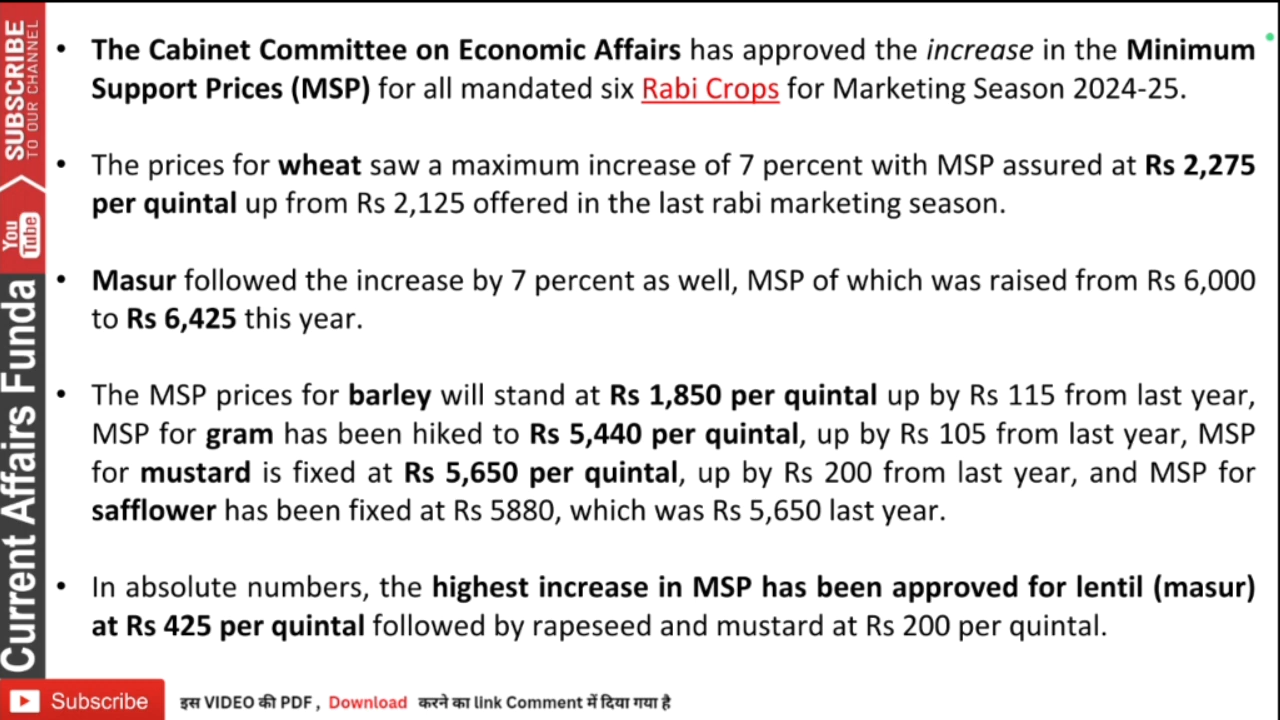 • The Cabinet Committee on Economic Affairs has approved the increase in the Minimum
Support Prices (MSP) for all mandated six Rabi Crops for Marketing Season 2024-25.
• The prices for wheat saw a maximum increase of 7 percent with MSP assured at Rs 2,275
per quintal up from Rs 2,125 offered in the last rabi marketing season.
• Masur followed the increase by 7 percent as well, MSP of which was raised from Rs 6,000
to Rs 6,425 this year.
• The MSP prices for barley will stand at Rs 1,850 per quintal up by Rs 115 from last year,
MSP for gram has been hiked to Rs 5,440 per quintal, up by Rs 105 from last year, MSP
for mustard is fixed at Rs 5,650 per quintal, up by Rs 200 from last year, and MSP for
safflower has been fixed at Rs 5880, which was Rs 5,650 last year.
• In absolute numbers, the highest increase in MSP has been approved for lentil (masur)
at Rs 425 per quintal followed by rapeseed and mustard at Rs 200 per quintal.
SUBSCRIBE
TO OUR CHANNEL
You
Tube
Current Affairs Funda
Subscribe
इस VIDEO की PDF , Download करने का link Comment में दिया गया है